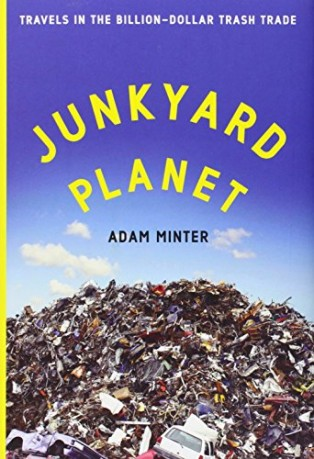 TRAVELS IN THE BILLION–DOLLAR TRASH TRADE
JUNKYARD
PLANET
ADAM MINTER